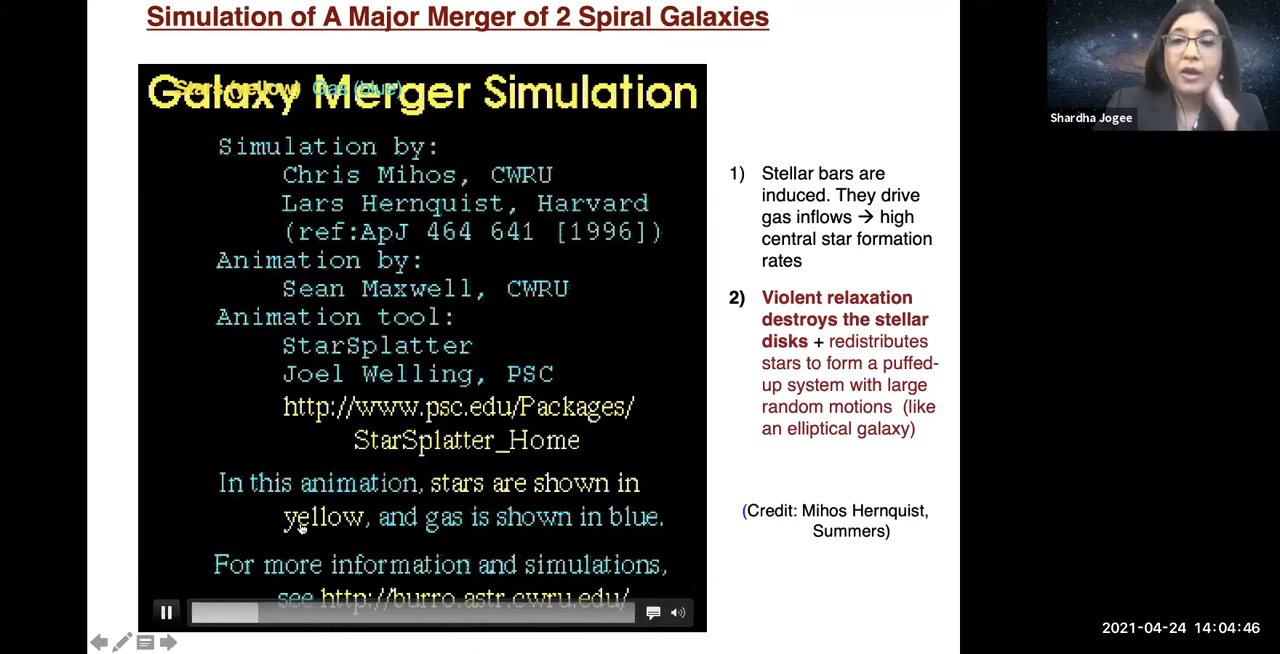 Simulation of A Major Merger of 2 Spiral Galaxies
Stars (yellow) Gas (blue)
Galaxy Merger Simulation
Simulation by:
Chris Mihos, CWRU
Lars Hernquist, Harvard
(ref:ApJ 464 641 [1996])
Animation by:
Sean Maxwell, CWRU
Animation tool:
StarSplatter
Joel Welling, PSC
http://www.psc.edu/Packages/
StarSplatter_Home
In this animation, stars are shown in
yellow, and gas is shown in blue.
For more information and simulations,
see http://burro.astr.cwru.edu/
1) Stellar bars are
induced. They drive
gas inflows → high
central star formation
rates
2) Violent relaxation
destroys the stellar
disks + redistributes
stars to form a puffed-
up system with large
random motions (like
an elliptical galaxy)
(Credit: Mihos Hernquist,
Summers)
Shardha Jogee
2021-04-24 14:04:46